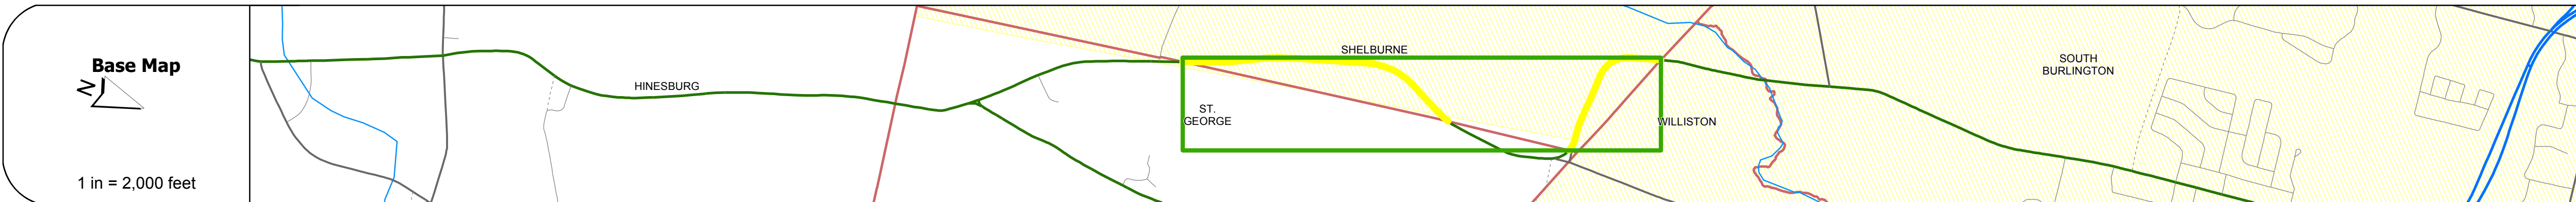 Base Map
N
1 in = 2,000 feet
HINESBURG
ST.
GEORGE
SHELBURNE
WILLISTON
SOUTH
BURLINGTON